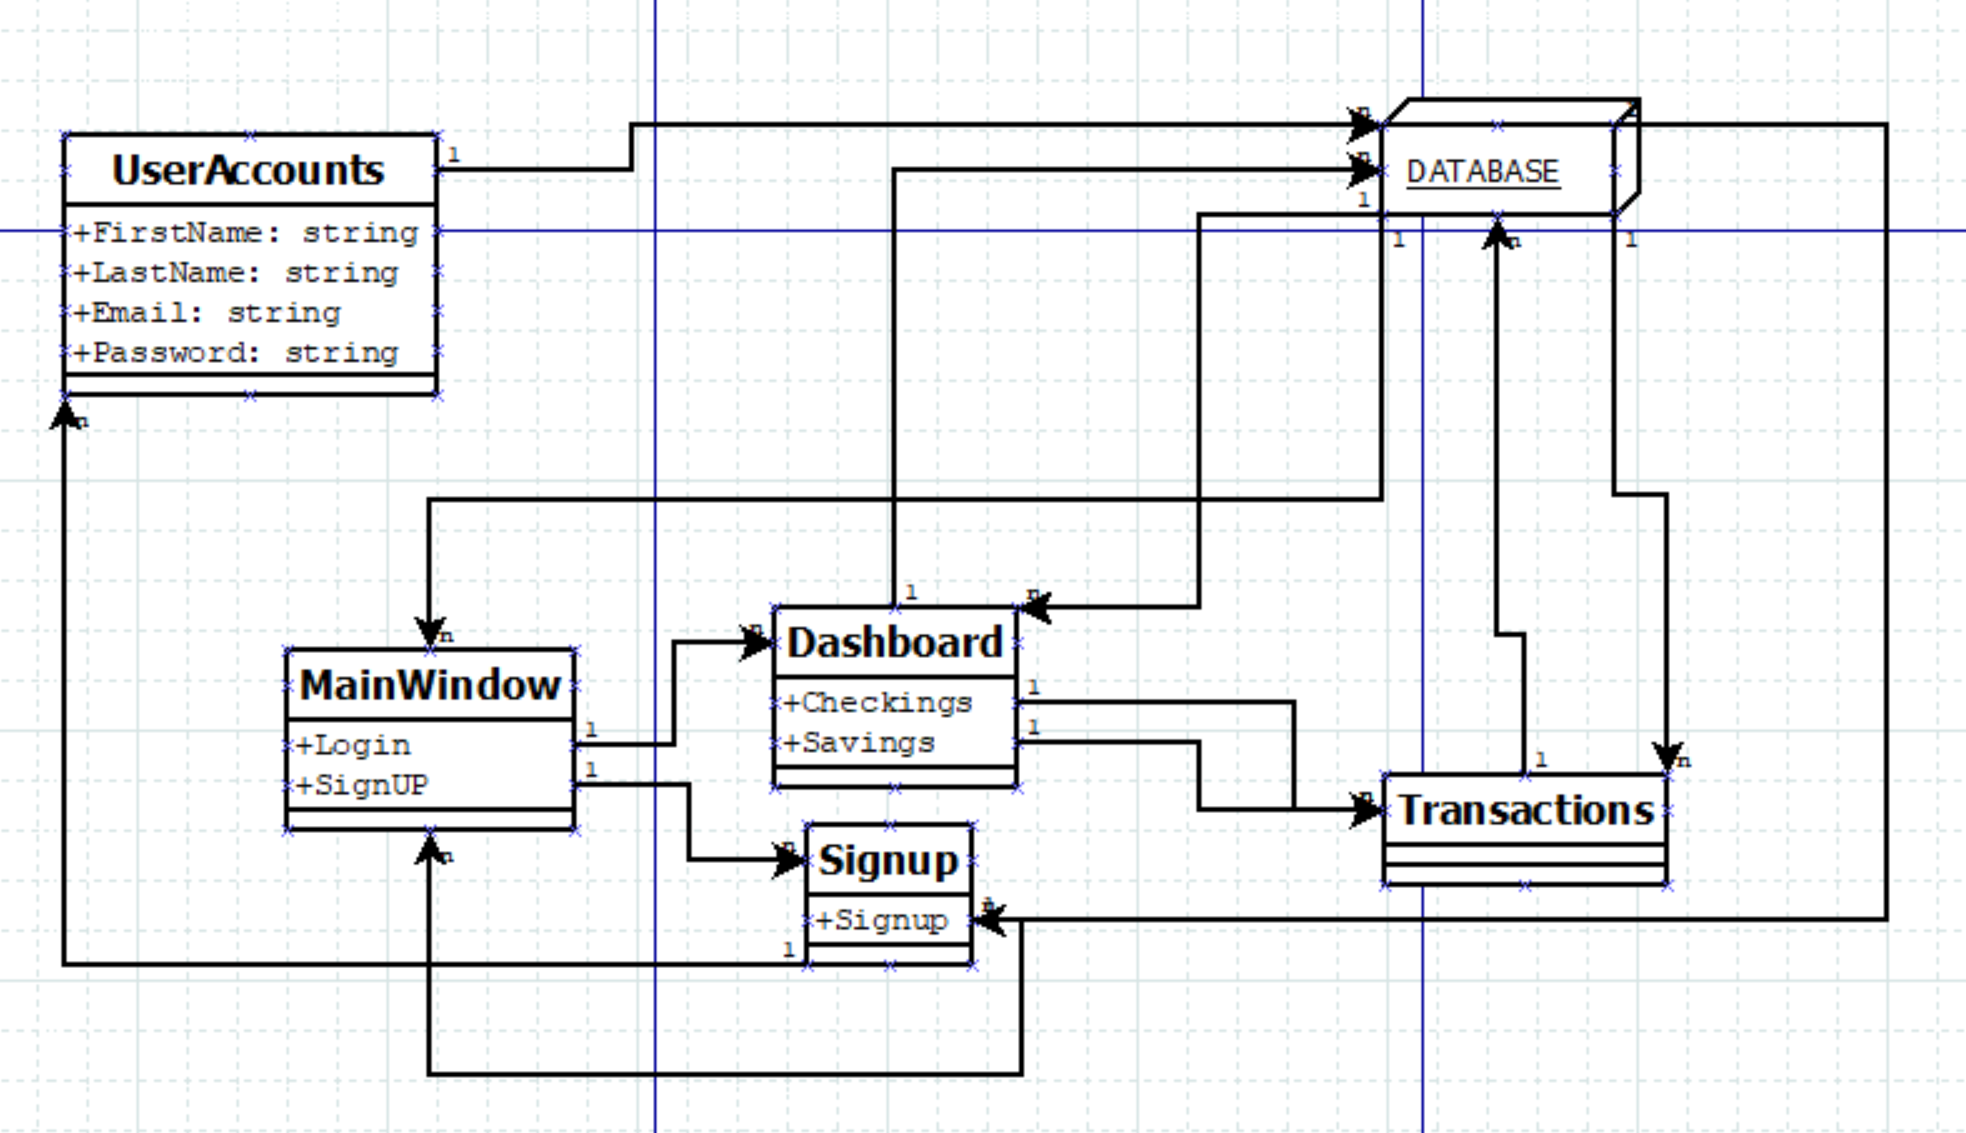 UserAccounts
+FirstName: string
+LastName: string
+Email: string
+Password: string
1
n
n
n
1
DATABASE
1
n
1
n
MainWindow
+Login
+SignUP
1
1
n
1
n
n
Dashboard
+Checkings
+Savings
1
1
n
Signup
+Signup
n
1
1
n
n
Transactions